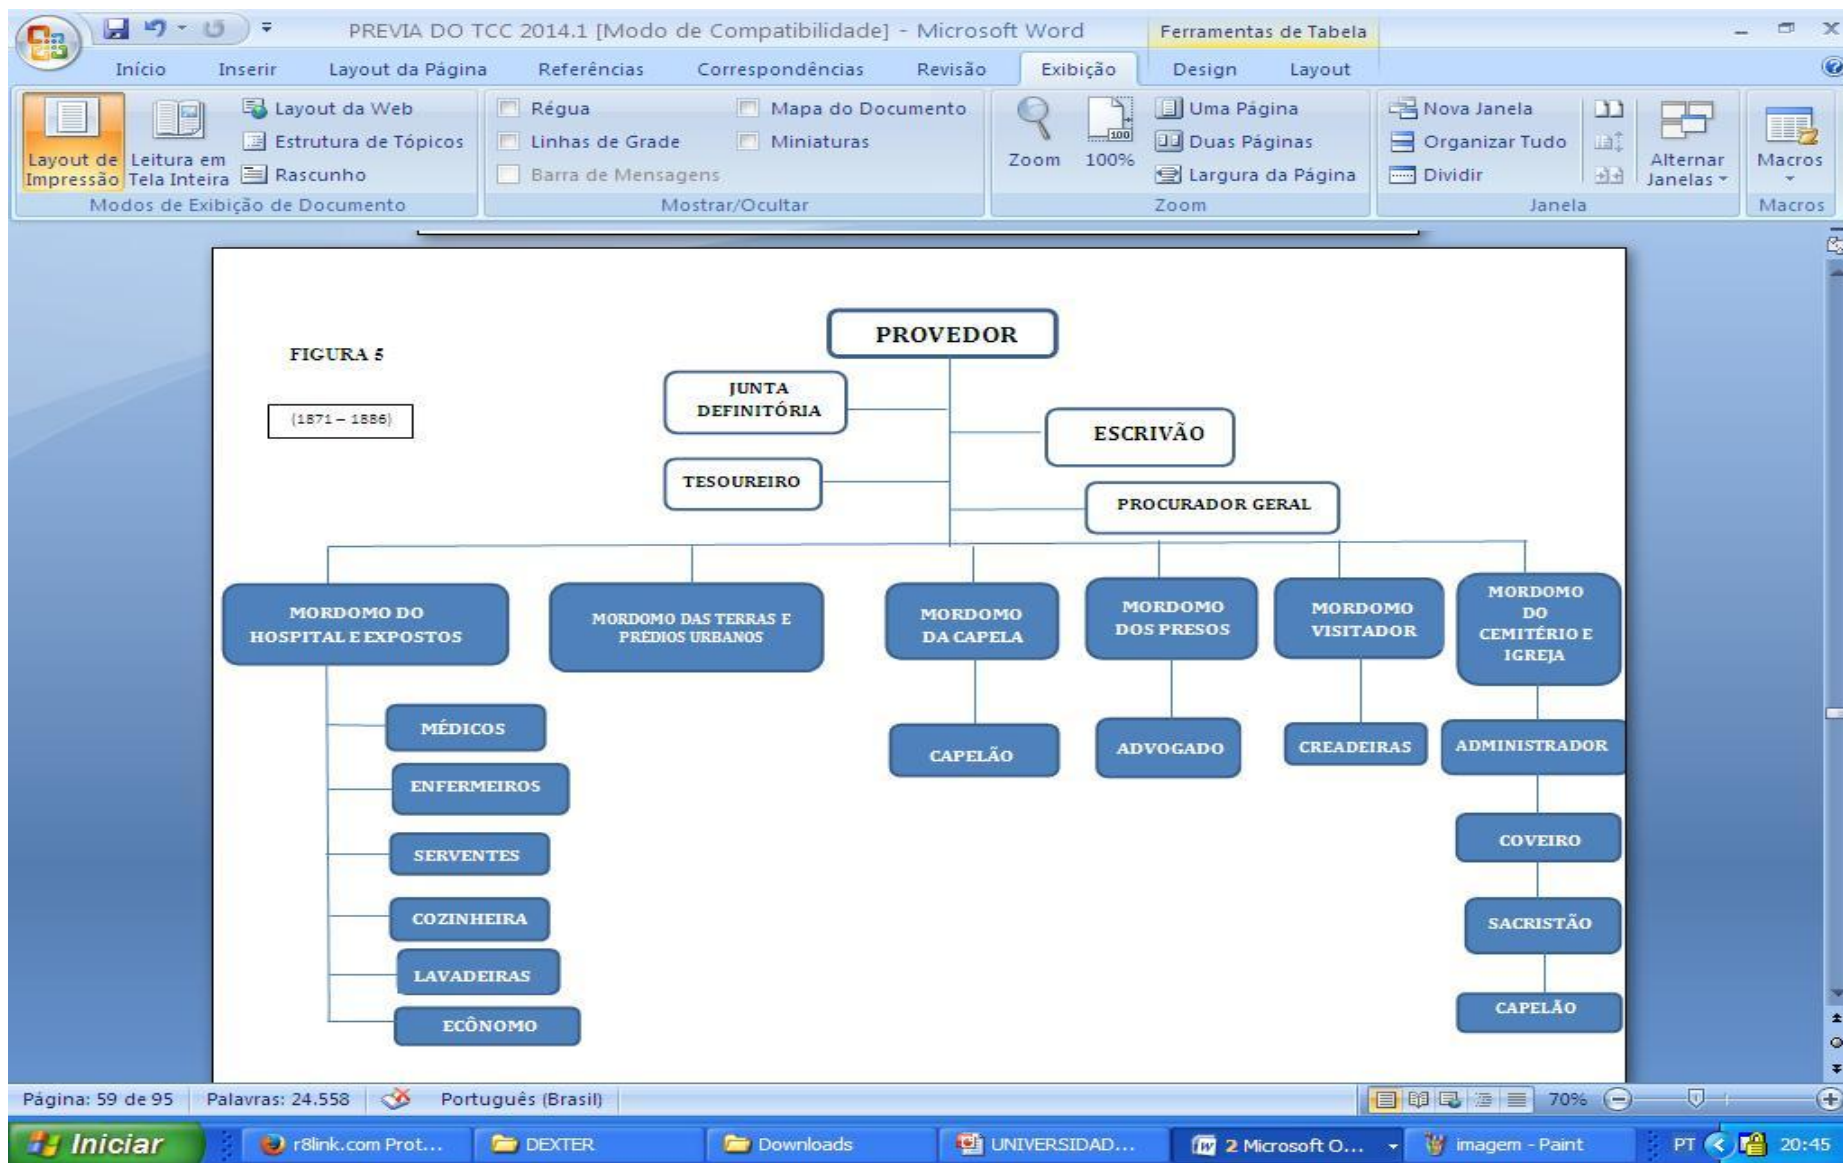 PREVIA DO TCC 2014.1 [Modo de Compatibilidade] - Microsoft Word
Ferramentas de Tabela
Início Inserir Layout da Página Referências Correspondências Revisão Exibição Design Layout
Layout de
Impressão
Leitura em
Tela Inteira
Layout da Web
Estrutura de Tópicos
Rascunho
Modos de Exibição de Documento
Régua
Linhas de Grade
Barra de Mensagens
Mapa do Documento
Miniaturas
Mostrar/Ocultar
Zoom
100
100%
Uma Página
Duas Páginas
Largura da Página
Zoom
Nova Janela
Organizar Tudo
Dividir
Alternar
Janelas
Janela
Macros
Macros
PROVEDOR
FIGURA 5
(1871 – 1886)
JUNTA
DEFINITÓRIA
ESCRIVÃO
TESOUREIRO
PROCURADOR GERAL
MORDOMO DO
HOSPITAL E EXPOSTOS
MORDOMO DAS TERRAS E
PRÉDIOS URBANOS
MORDOMO
DA CAPELA
MORDOMO
DOS PRESOS
MORDOMO
VISITADOR
MORDOMO
DO
CEMITÉRIO E
IGREJA
MÉDICOS
ENFERMEIROS
SERVENTES
COZINHEIRA
LAVADEIRAS
ECÔNOMO
CAPELÃO
ADVOGADO
CREADEIRAS
ADMINISTRADOR
COVEIRO
SACRISTÃO
CAPELÃO
Página: 59 de 95 Palavras: 24.558 Português (Brasil) 70%
Iniciar r8link.com Prot... DEXTER Downloads UNIVERSIDAD... 2 Microsoft O... imagem - Paint PT 20:45